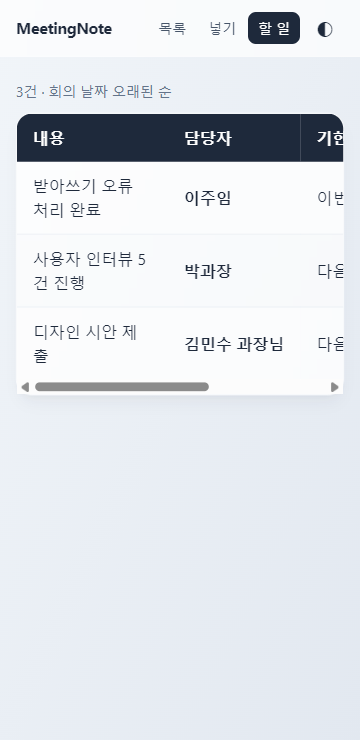 MeetingNote 목록 넣기 할 일
3건 · 회의 날짜 오래된 순
내용 담당자
받아쓰기 오류
처리 완료
이주임
사용자 인터뷰 5
건 진행
박과장
디자인 시안 제
출
김민수 과장님